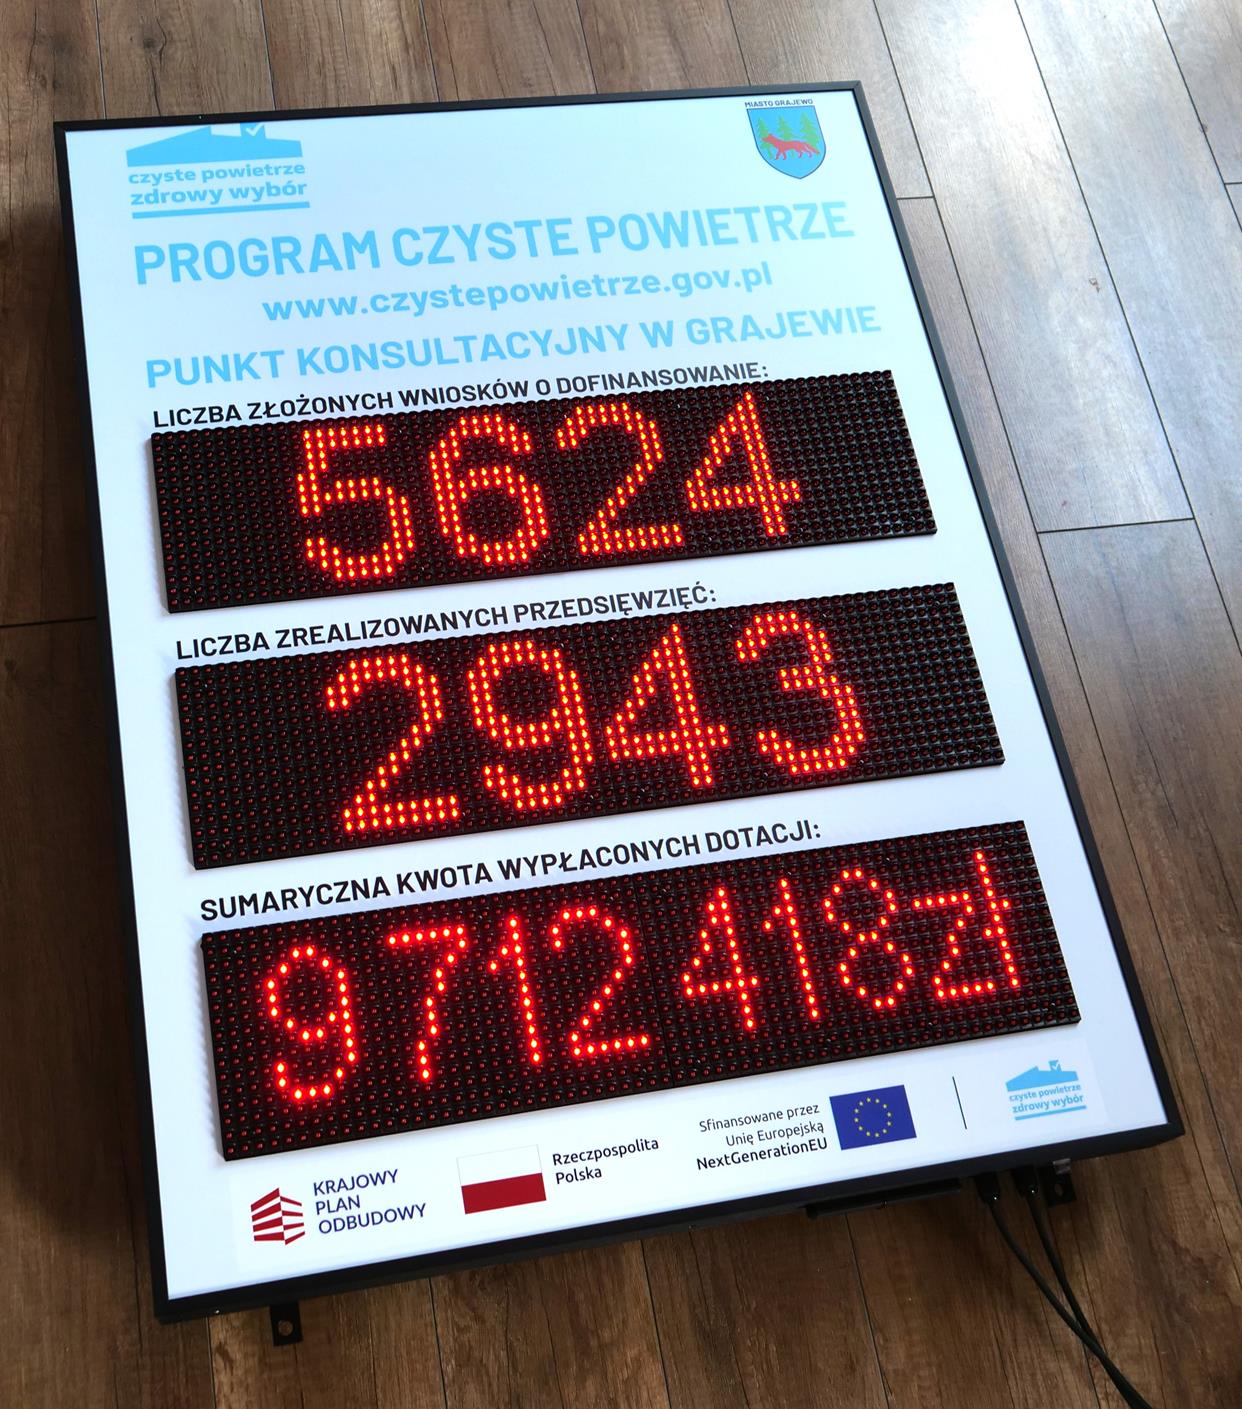 MIASTO GRAJEWO
czyste powietrze
zdrowy wybór
PROGRAM CZYSTE POWIETRZE
www.czystepowietrze.gov.pl
PUNKT KONSULTACYJNY W GRAJEWIE
LICZBA ZŁOŻONYCH WNIOSKÓW O DOFINANSOWANIE:
5624
LICZBA ZREALIZOWANYCH PRZEDSIĘWZIĘĆ:
2943
SUMARYCZNA KWOTA WYPŁACONYCH DOTACJI:
9712418zł
KRAJOWY
PLAN
ODBUDOWY
Rzeczpospolita
Polska
Sfinansowane przez
Unię Europejską
NextGenerationEU
czyste powietrze
zdrowy wybór